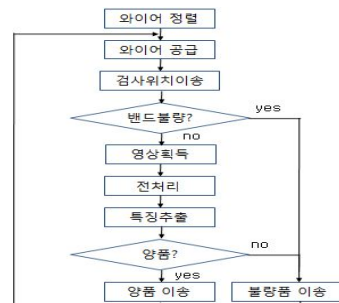 와이어 정렬
와이어 공급
검사위치이송
밴드불량?
yes
no
영상획득
전처리
특징추출
양품?
no
yes
양품 이송
불량품 이송